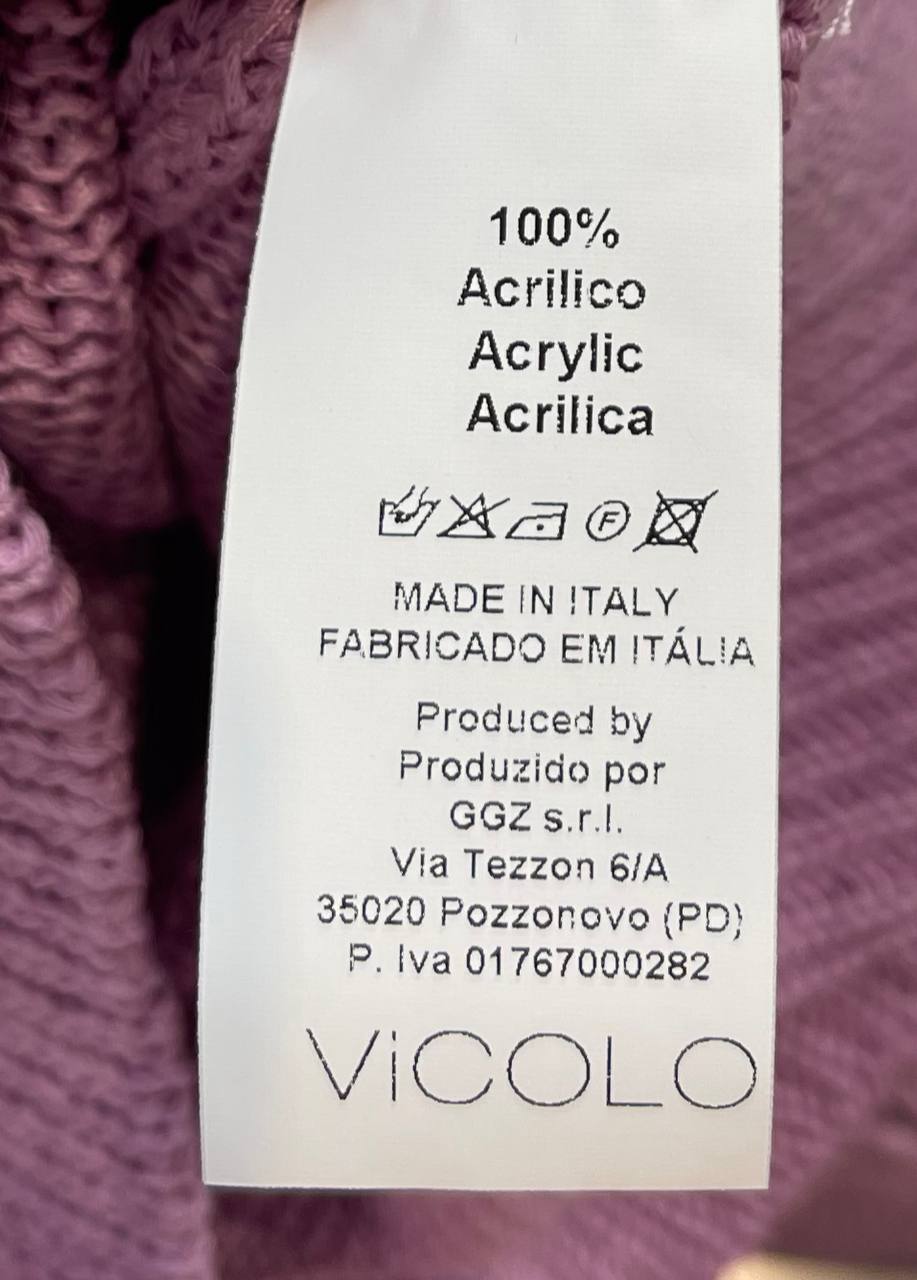 100%
Acrilico
Acrylic
Acrilica
F
MADE IN ITALY
FABRICADO EM ITÁLIA
Produced by
Produzido por
GGZ s.r.l.
Via Tezzon 6/A
35020 Pozzonovo (PD)
P. Iva 01767000282
ViCOLO